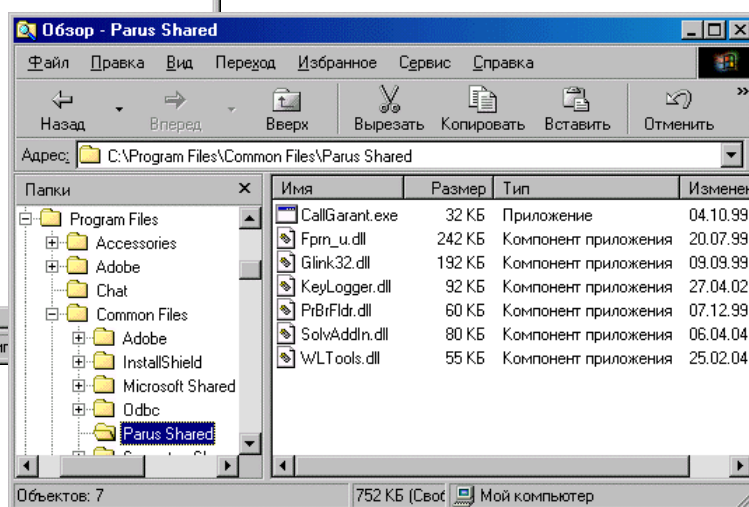 Обзор - Parus Shared
Файл Правка Вид Переход Избранное Сервис Справка
Назад Вперед Вверх Вырезать Копировать Вставить Отменить
Адрес: C:\Program Files\Common Files\Parus Shared
Папки
Program Files
Accessories
Adobe
Chat
Common Files
Adobe
InstallShield
Microsoft Shared
Odbc
Parus Shared
Имя Размер Тип Изменен
CallGarant.exe 32 КБ Приложение 04.10.99
Fprn_u.dll 242 КБ Компонент приложения 20.07.99
Glink32.dll 192 КБ Компонент приложения 09.09.99
KeyLogger.dll 92 КБ Компонент приложения 27.04.02
PrBrFldr.dll 60 КБ Компонент приложения 07.12.99
SolvAddIn.dll 80 КБ Компонент приложения 06.04.04
WLTools.dll 55 КБ Компонент приложения 25.02.04
Объектов: 7 752 КБ (Своб Мой компьютер